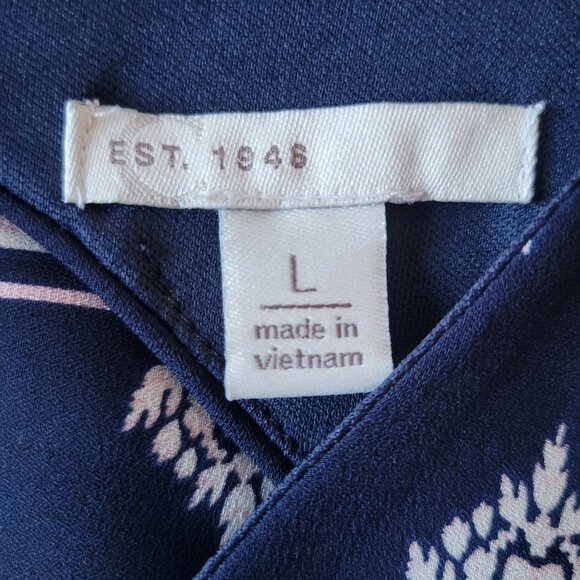 EST. 1946
L
made in
vietnam